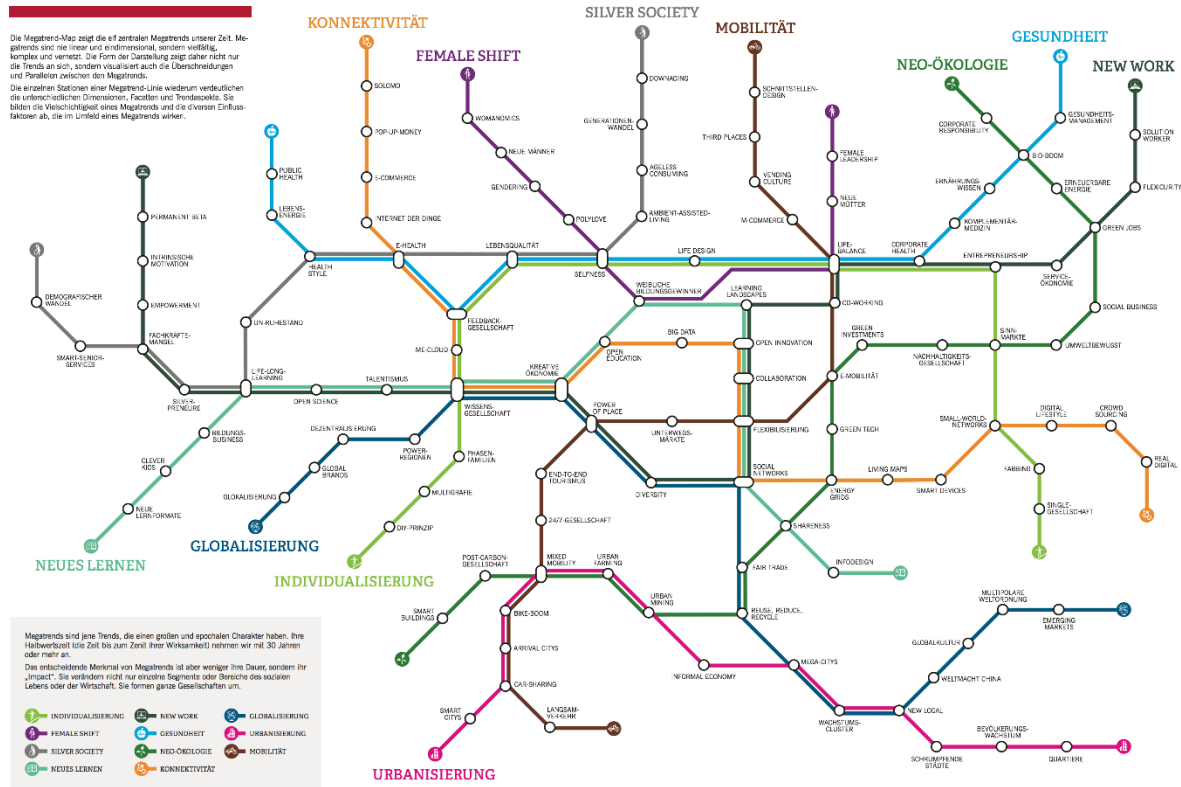 Die Megatrend-Map zeigt die elf zentralen Megatrends unserer Zeit. Me-
gatrends sind nie linear und eindimensional, sondern vielfältig,
komplex und vernetzt. Die Form der Darstellung zeigt daher nicht nur
die Trends an sich, sondern visualisiert auch die Überschneidungen
und Parallelen zwischen den Megatrends.
Die einzelnen Stationen einer Megatrend-Linie wiederum verdeutlichen
die unterschiedlichen Dimensionen, Facetten und Trendaspekte. Sie
bilden die Vielschichtigkeit eines Megatrends und die diversen Einfluss-
faktoren ab, die im Umfeld eines Megatrends wirken.
KONNEKTIVITÄT
SOLOMO
POP-UP-MONEY
E-COMMERCE
INTERNET DER DINGE
FEMALE SHIFT
WOMANOMICS
NEUE MÄNNER
GENDERING
POLYLOVE
SILVER SOCIETY
DOWNAGING
GENERATIONEN-
WANDEL
AGELESS
CONSUMING
AMBIENT-ASSISTED-
LIVING
MOBILITÄT
SCHNITTSTELLEN-
DESIGN
THIRD PLACES
VENDING
CULTURE
M-COMMERCE
FEMALE
LEADERSHIP
NEUE
MÜTTER
LIFE-
BALANCE
NEO-ÖKOLOGIE
CORPORATE
RESPONSIBILITY
BIO-BOOM
ERNEUERBARE
ENERGIE
GREEN JOBS
GESUNDHEIT
GESUNDHEITS-
MANAGEMENT
ERNÄHRUNGS-
WISSEN
KOMPLEMENTÄR-
MEDIZIN
CORPORATE
HEALTH
NEW WORK
SOLUTION
WORKER
FLEXICURITY
PUBLIC
HEALTH
LEBENS-
ENERGIE
HEALTH
STYLE
E-HEALTH
LEBENSQUALITÄT
SELFNESS
LIFE DESIGN
ENTREPRENEURSHIP
SERVICE-
ÖKONOMIE
SOCIAL BUSINESS
PERMANENT BETA
INTRINSISCHE
MOTIVATION
EMPOWERMENT
FACHKRÄFTE-
MANGEL
DEMOGRAFISCHER
WANDEL
SMART-SENIOR-
SERVICES
SILVER-
PRENEURE
UN-RUHESTAND
LIFE-LONG-
LEARNING
OPEN SCIENCE
TALENTISMUS
FEEDBACK-
GESELLSCHAFT
ME-CLOUD
WISSENS-
GESELLSCHAFT
KREATIVE
ÖKONOMIE
OPEN
EDUCATION
BIG DATA
WEIBLICHE
BILDUNGSGEWINNER
LEARNING
LANDSCAPES
CO-WORKING
OPEN INNOVATION
COLLABORATION
FLEXIBILISIERUNG
SOCIAL
NETWORKS
GREEN
INVESTMENTS
NACHHALTIGKEITS-
GESELLSCHAFT
SINN-
MÄRKTE
UMWELTBEWUSST
E-MOBILITÄT
GREEN TECH
ENERGY
GRIDS
LIVING MAPS
SMART DEVICES
SMALL-WORLD-
NETWORKS
DIGITAL
LIFESTYLE
CROWD
SOURCING
REAL
DIGITAL
FABBING
SINGLE-
GESELLSCHAFT
POWER
OF PLACE
UNTERWEGS-
MÄRKTE
DIVERSITY
END-TO-END
TOURISMUS
24/7-GESELLSCHAFT
MIXED
MOBILITY
BILDUNGS-
BUSINESS
CLEVER
KIDS
NEUE
LERNFORMATE
NEUES LERNEN
DEZENTRALISIERUNG
POWER-
REGIONEN
GLOBAL
BRANDS
GLOKALISIERUNG
GLOBALISIERUNG
PHASEN-
FAMILIEN
MULTIGRAFIE
DIY-PRINZIP
INDIVIDUALISIERUNG
SHARENESS
INFODESIGN
FAIR TRADE
REUSE, REDUCE,
RECYCLE
POST-CARBON-
GESELLSCHAFT
SMART
BUILDINGS
URBAN
FARMING
URBAN
MINING
BIKE-BOOM
ARRIVAL CITYS
CAR-SHARING
SMART
CITYS
LANGSAM-
VERKEHR
URBANISIERUNG
INFORMAL ECONOMY
MEGA-CITYS
WACHSTUMS-
CLUSTER
NEW LOCAL
WELTMACHT CHINA
GLOBALKULTUR
MULTIPOLARE
WELTORDNUNG
EMERGING
MARKETS
SCHRUMPFENDE
STÄDTE
BEVÖLKERUNGS-
WACHSTUM
QUARTIERE
Megatrends sind jene Trends, die einen großen und epochalen Charakter haben. Ihre
Halbwertszeit (die Zeit bis zum Zenit ihrer Wirksamkeit) nehmen wir mit 30 Jahren
oder mehr an.
Das entscheidende Merkmal von Megatrends ist aber weniger ihre Dauer, sondern ihr
„Impact“. Sie verändern nicht nur einzelne Segmente oder Bereiche des sozialen
Lebens oder der Wirtschaft. Sie formen ganze Gesellschaften um.
INDIVIDUALISIERUNG
NEW WORK
GLOBALISIERUNG
FEMALE SHIFT
GESUNDHEIT
URBANISIERUNG
SILVER SOCIETY
NEO-ÖKOLOGIE
MOBILITÄT
NEUES LERNEN
KONNEKTIVITÄT